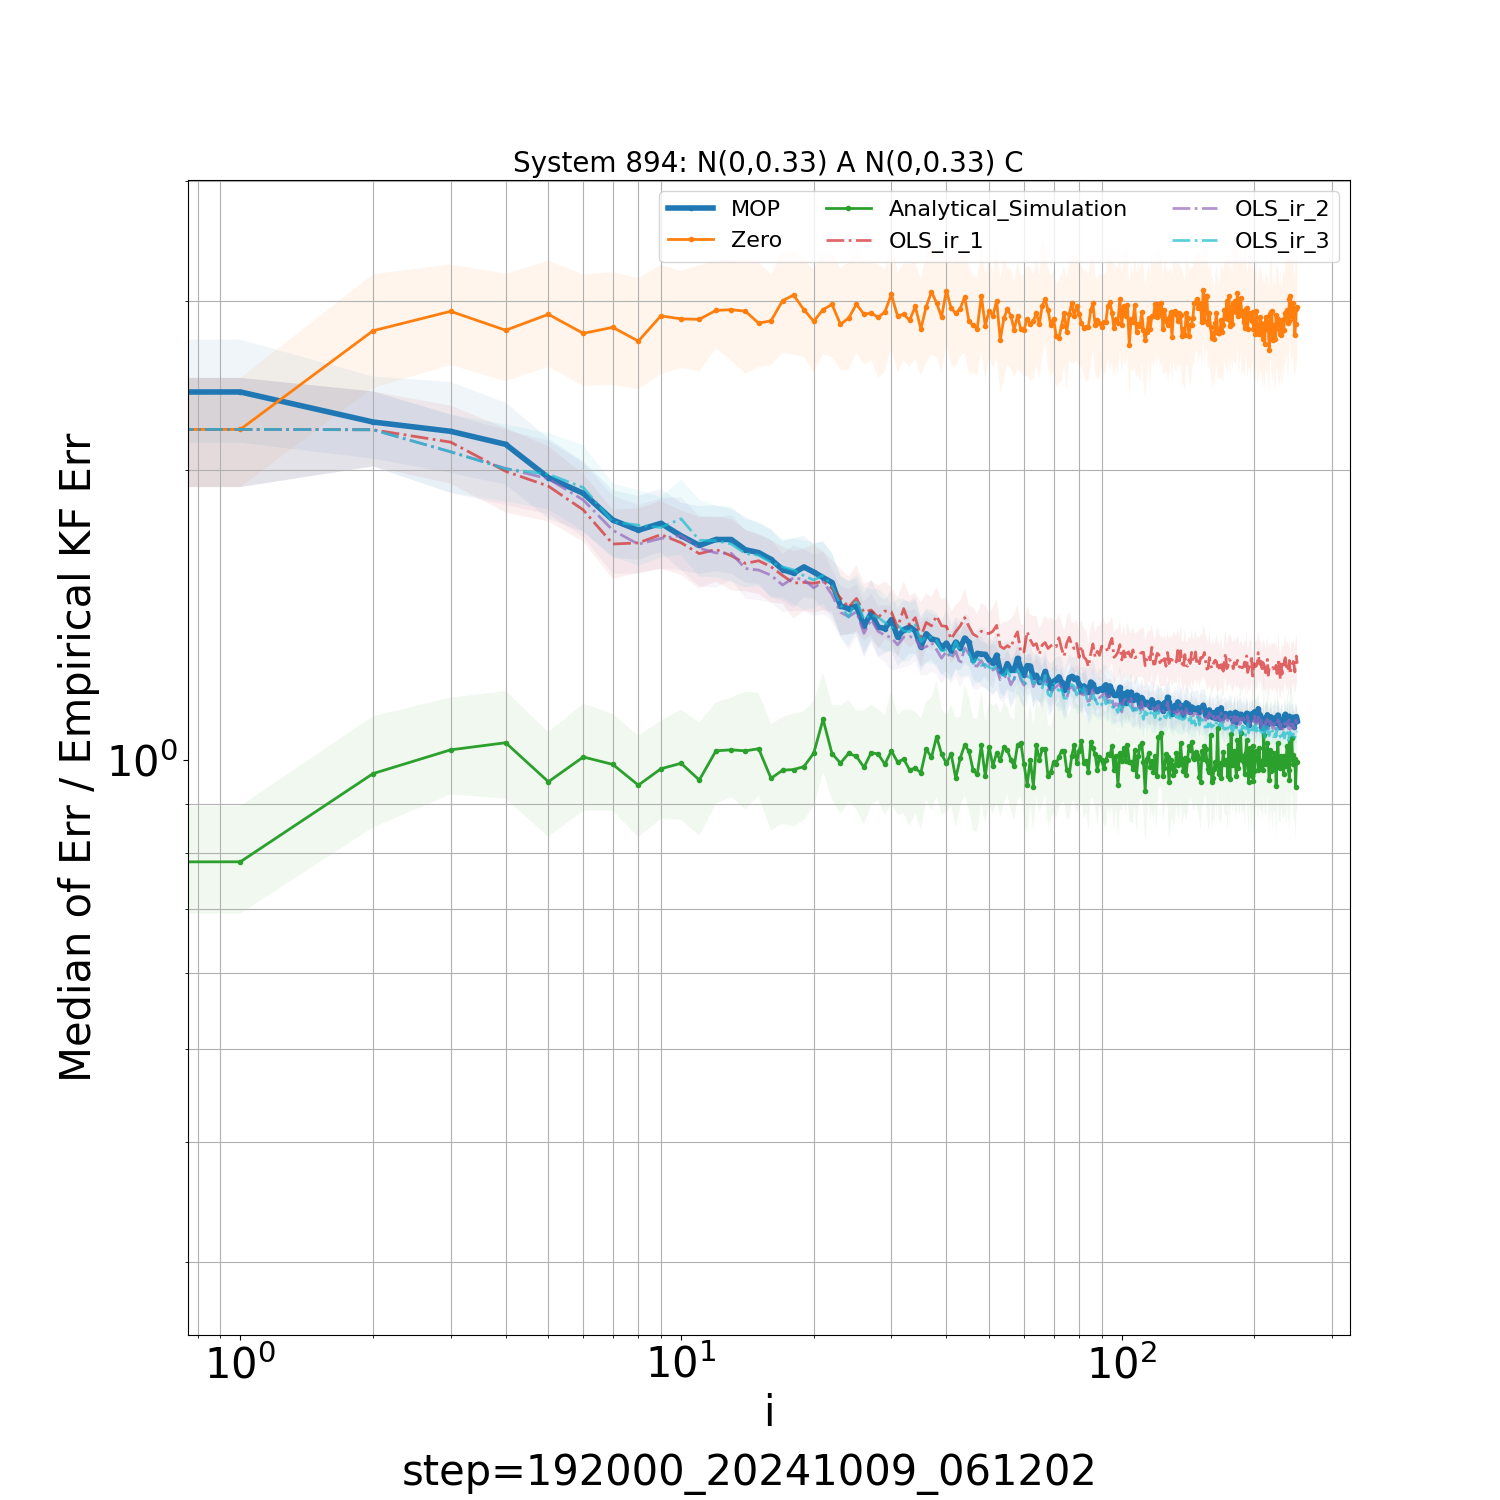 System 894: N(0,0.33) A N(0,0.33) C
MOP
Zero
Analytical_Simulation
OLS_ir_1
OLS_ir_2
OLS_ir_3
Median of Err / Empirical KF Err
10⁰
10⁰
10¹
10²
i
step=192000_20241009_061202